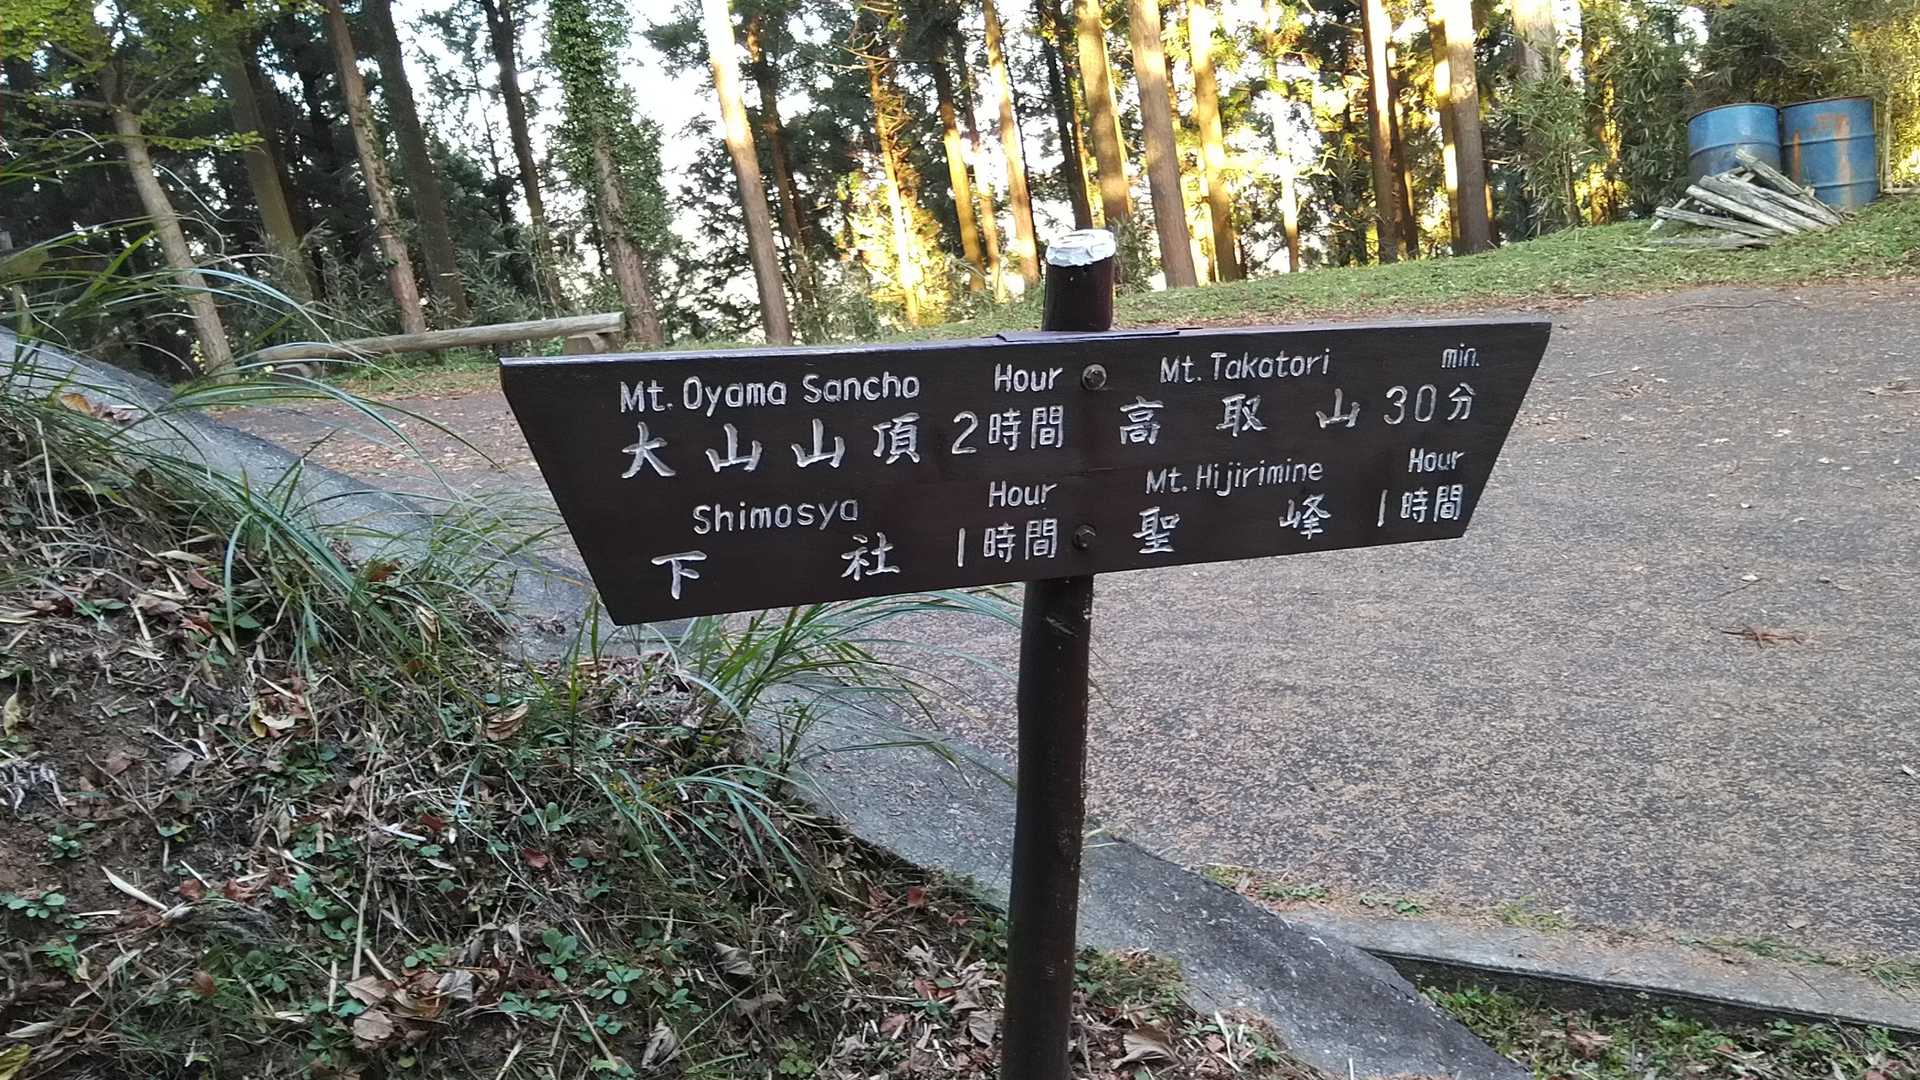 Mt. Oyama Sancho Hour
大山山頂 2時間
Shimosya Hour
下社 1時間
Mt. Takatori min.
高取山 30分
Mt. Hijirimine Hour
聖峰 1時間